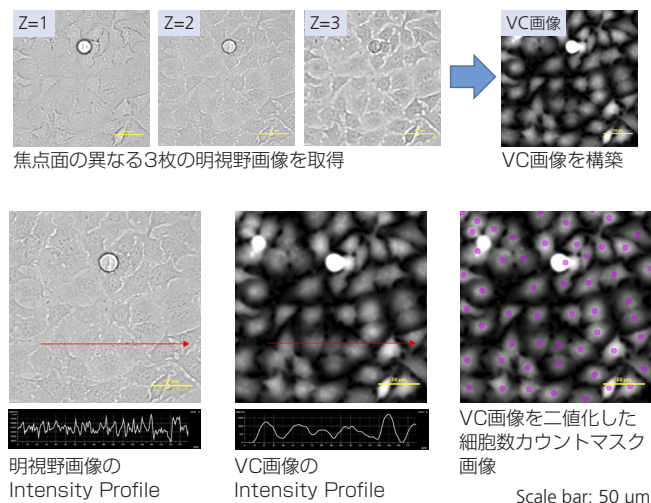 Z=1
Z=2
Z=3
VC画像
焦点面の異なる3枚の明視野画像を取得
VC画像を構築
50 μm
50 μm
明視野画像の
Intensity Profile
VC画像の
Intensity Profile
VC画像を二値化した
細胞数カウントマスク
画像
Scale bar: 50 um